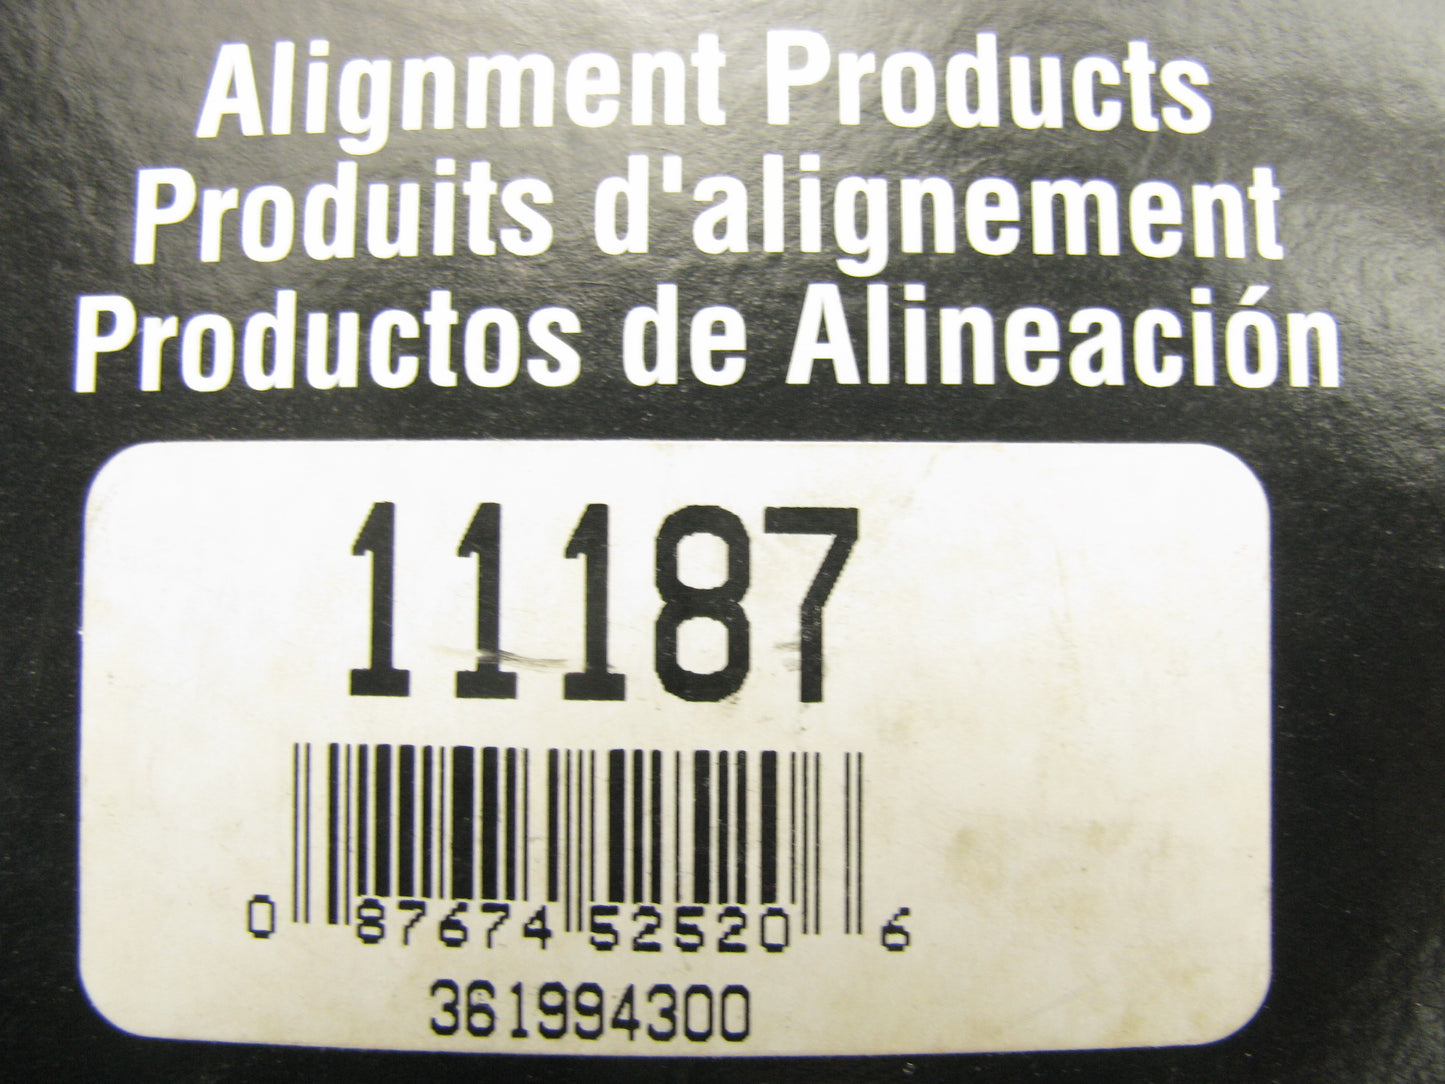 Alignment Products
Produits d'alignement
Productos de Alineación
11187
0 87674 52520 6
361994300